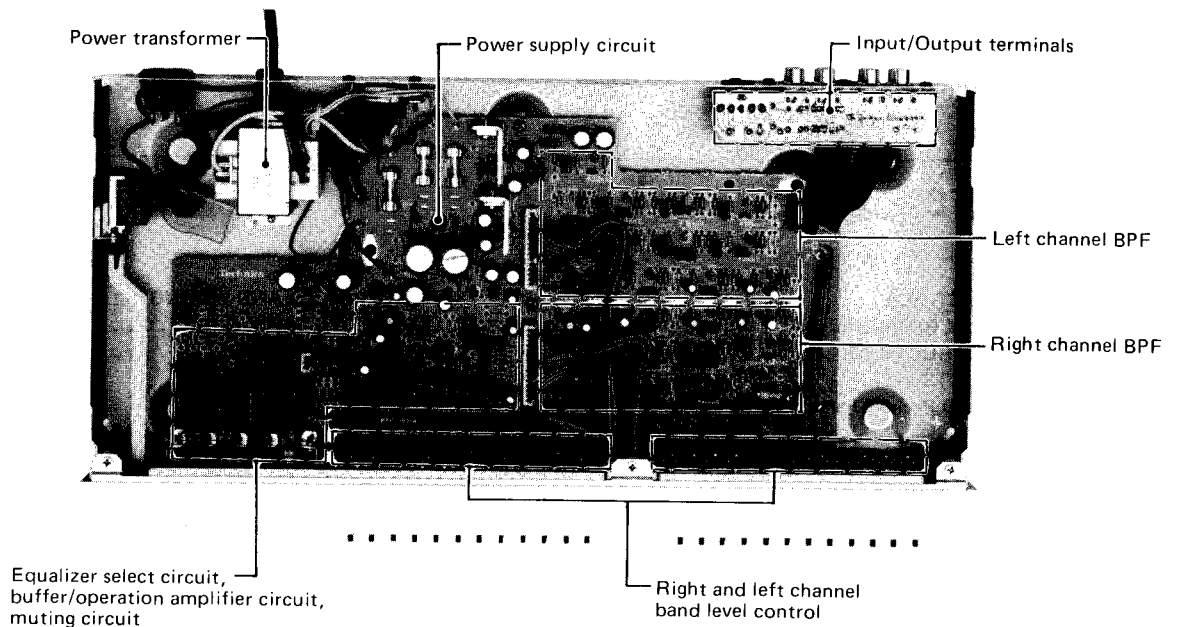 Power transformer
Power supply circuit
Input/Output terminals
Left channel BPF
Right channel BPF
Equalizer select circuit,
buffer/operation amplifier circuit,
muting circuit
Right and left channel
band level control